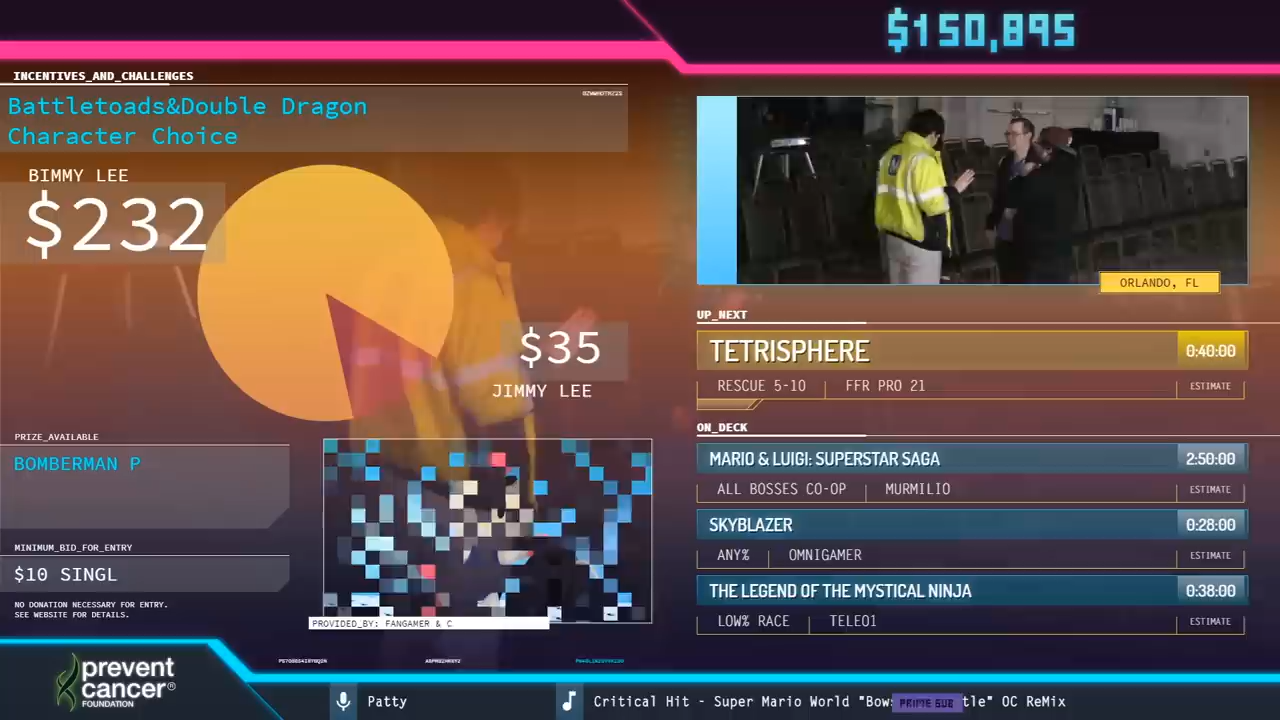 $150,895
INCENTIVES_AND_CHALLENGES
Battletoads&Double Dragon
Character Choice
BIMMY LEE
$232
$35
JIMMY LEE
PRIZE_AVAILABLE
BOMBERMAN P
MINIMUM_BID_FOR_ENTRY
$10 SINGL
NO DONATION NECESSARY FOR ENTRY.
SEE WEBSITE FOR DETAILS.
PROVIDED_BY: FANGAMER & C
ORLANDO, FL
UP_NEXT
TETRISPHERE 0:40:00
RESCUE 5-10 FFR PRO 21 ESTIMATE
ON_DECK
MARIO & LUIGI: SUPERSTAR SAGA 2:50:00
ALL BOSSES CO-OP MURMILIO ESTIMATE
SKYBLAZER 0:28:00
ANY% OMNIGAMER ESTIMATE
THE LEGEND OF THE MYSTICAL NINJA 0:38:00
LOW% RACE TELEO1 ESTIMATE
prevent
cancer®
FOUNDATION
Patty
Critical Hit - Super Mario World "Bows PRIME SUB tle" OC ReMix